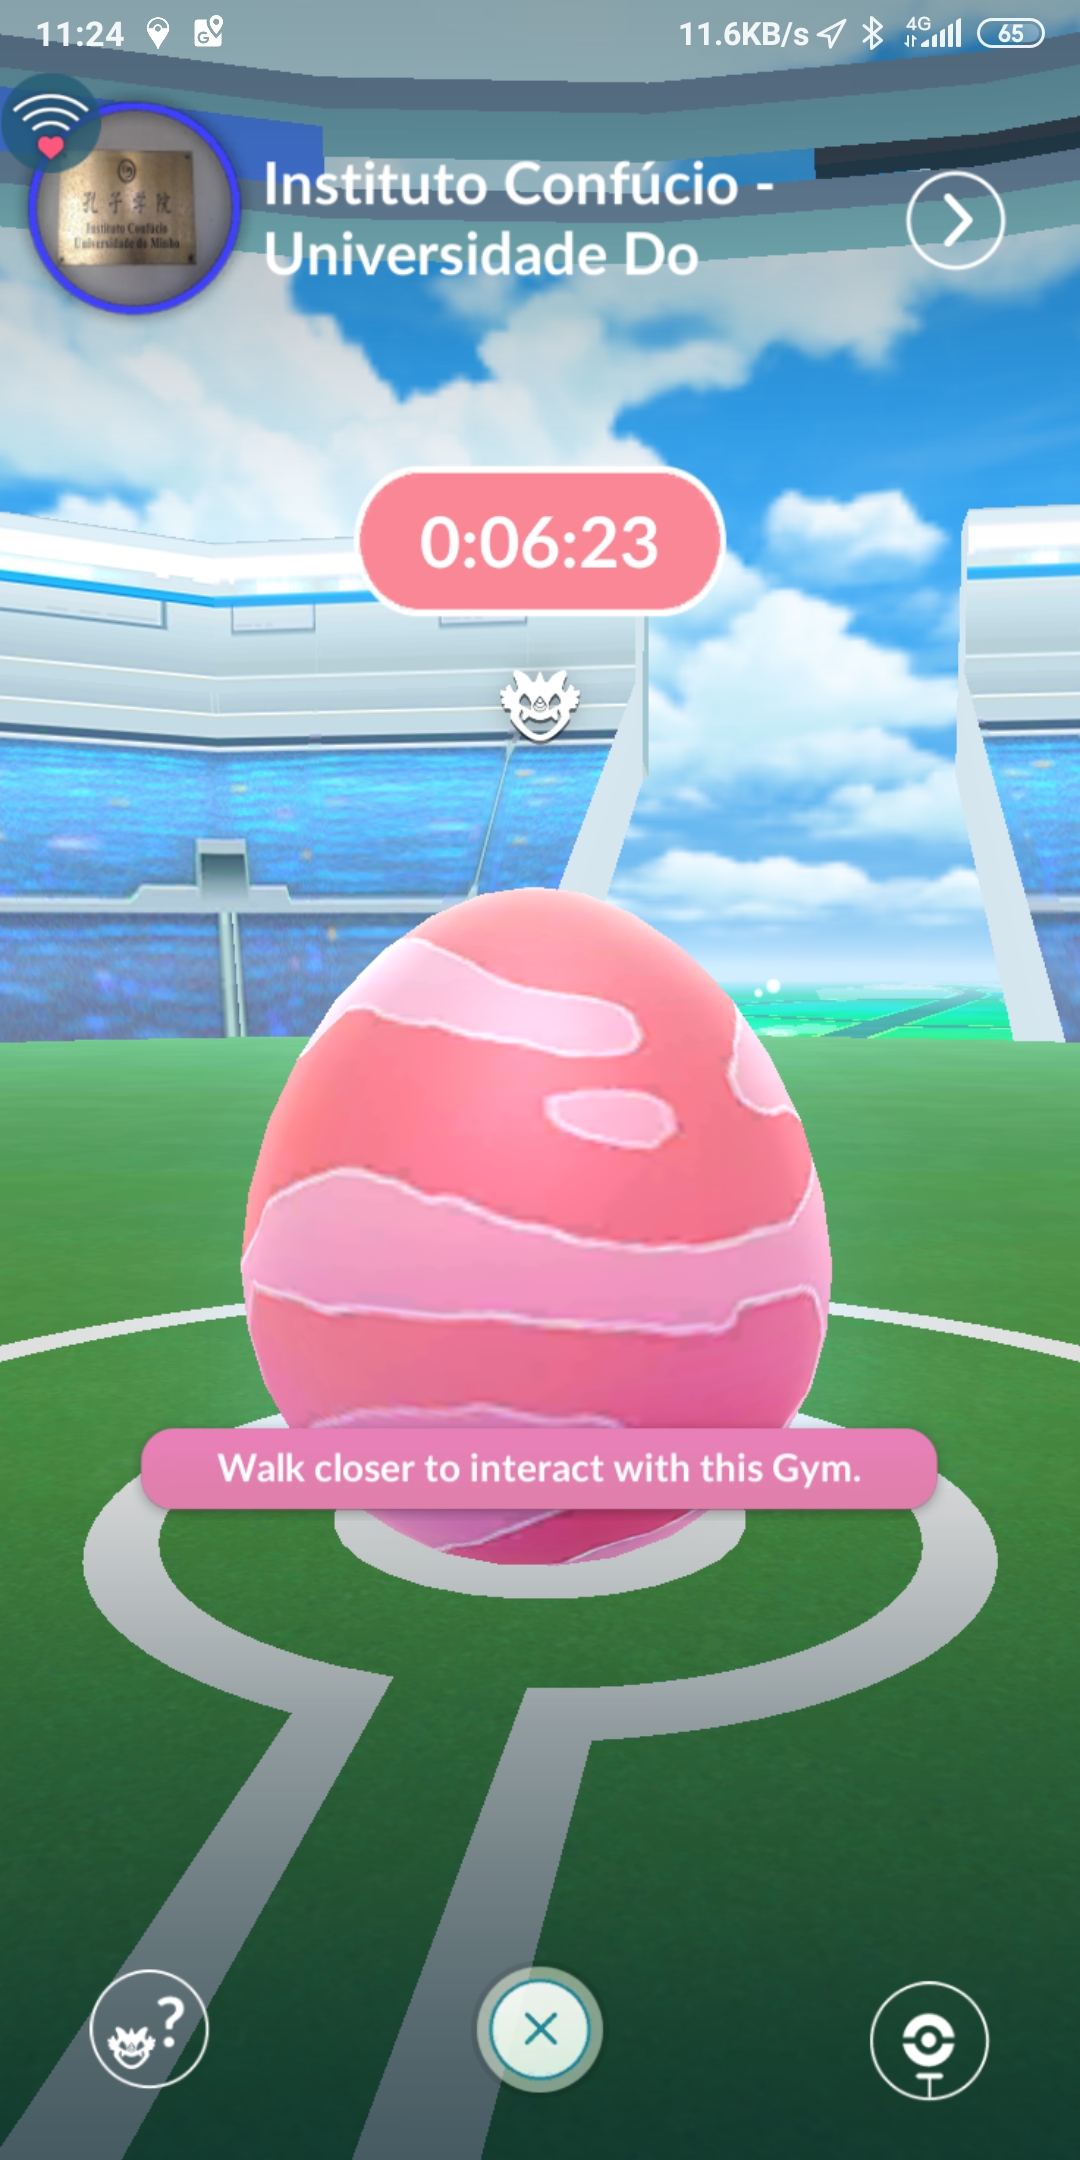 11:24
11.6KB/s
4G
65
孔子学院
Instituto Confúcio
Universidade do Minho
Instituto Confúcio -
Universidade Do
0:06:23
Walk closer to interact with this Gym.
?